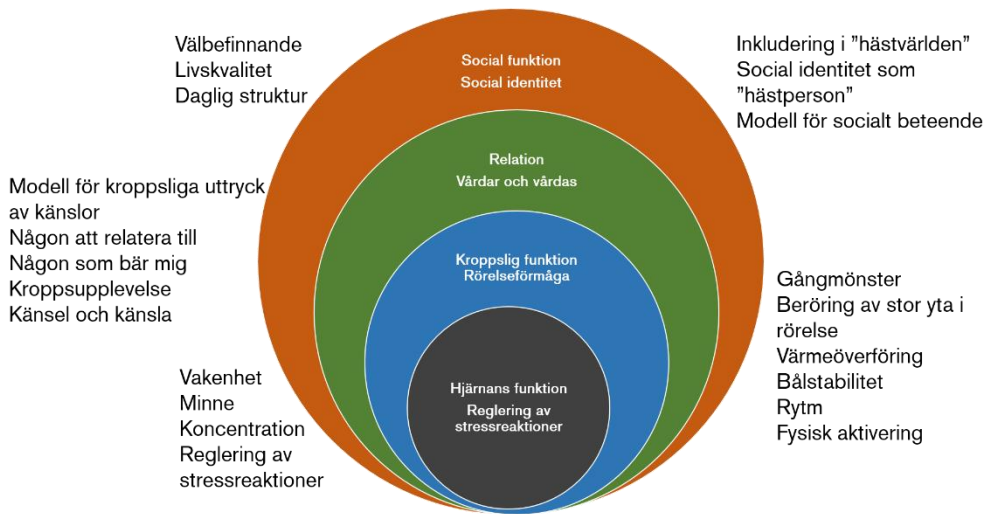 Välbefinnande
Livskvalitet
Daglig struktur
Social funktion
Social identitet
Inkludering i ”hästvärlden”
Social identitet som
”hästperson”
Modell för socialt beteende
Relation
Vårdar och vårdas
Modell för kroppsliga uttryck
av känslor
Någon att relatera till
Någon som bär mig
Kroppsupplevelse
Känsel och känsla
Kroppslig funktion
Rörelseförmåga
Gångmönster
Beröring av stor yta i
rörelse
Värmeöverföring
Bålstabilitet
Rytm
Fysisk aktivering
Vakenhet
Minne
Koncentration
Reglering av
stressreaktioner
Hjärnans funktion
Reglering av
stressreaktioner